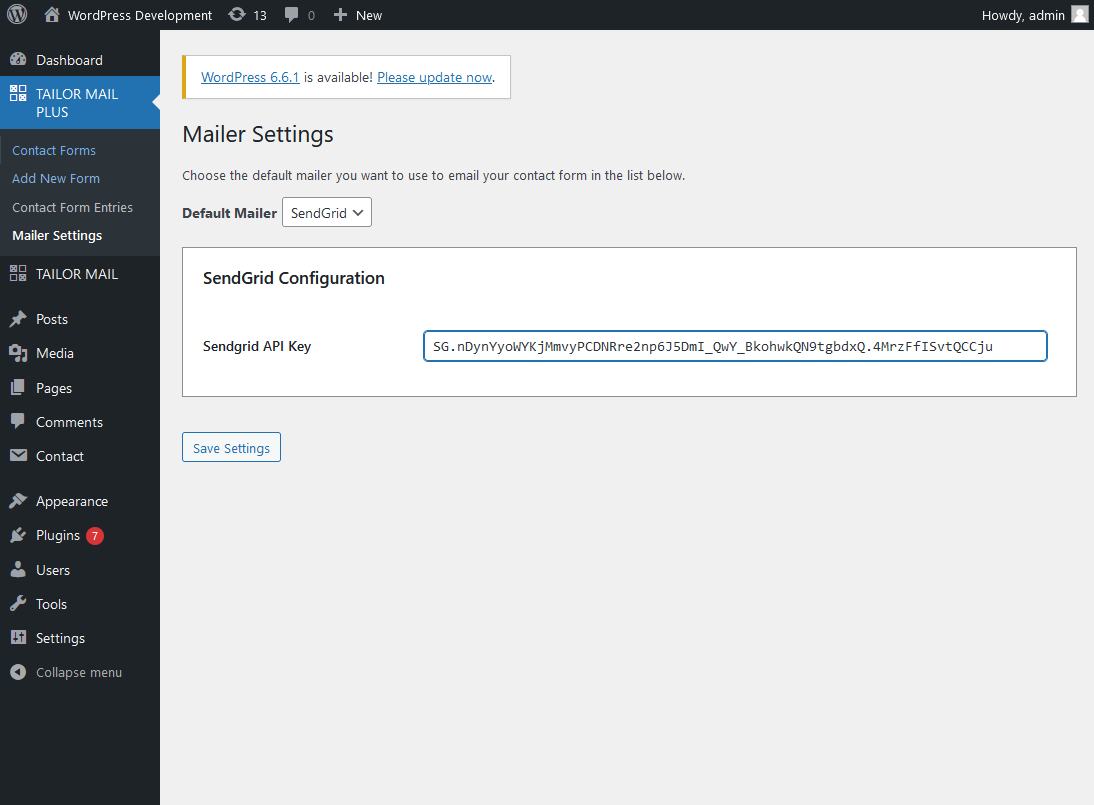 WordPress Development 13 0 New Howdy, admin
Dashboard
TAILOR MAIL
PLUS
Contact Forms
Add New Form
Contact Form Entries
Mailer Settings
TAILOR MAIL
Posts
Media
Pages
Comments
Contact
Appearance
Plugins 7
Users
Tools
Settings
Collapse menu
WordPress 6.6.1 is available! Please update now.
Mailer Settings
Choose the default mailer you want to use to email your contact form in the list below.
Default Mailer SendGrid
SendGrid Configuration
Sendgrid API Key SG.nDynYyoWYKjMmvyPCDNRre2np6J5DmI_QwY_BkohwkQN9tgbdxQ.4MrzFfISvtQCCju
Save Settings